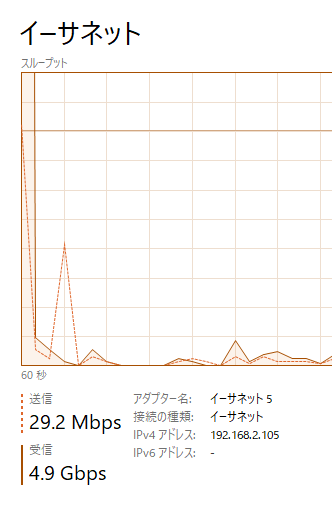 イーサネット
スループット
60 秒
送信
29.2 Mbps
受信
4.9 Gbps
アダプター名: イーサネット 5
接続の種類: イーサネット
IPv4 アドレス: 192.168.2.105
IPv6 アドレス: -